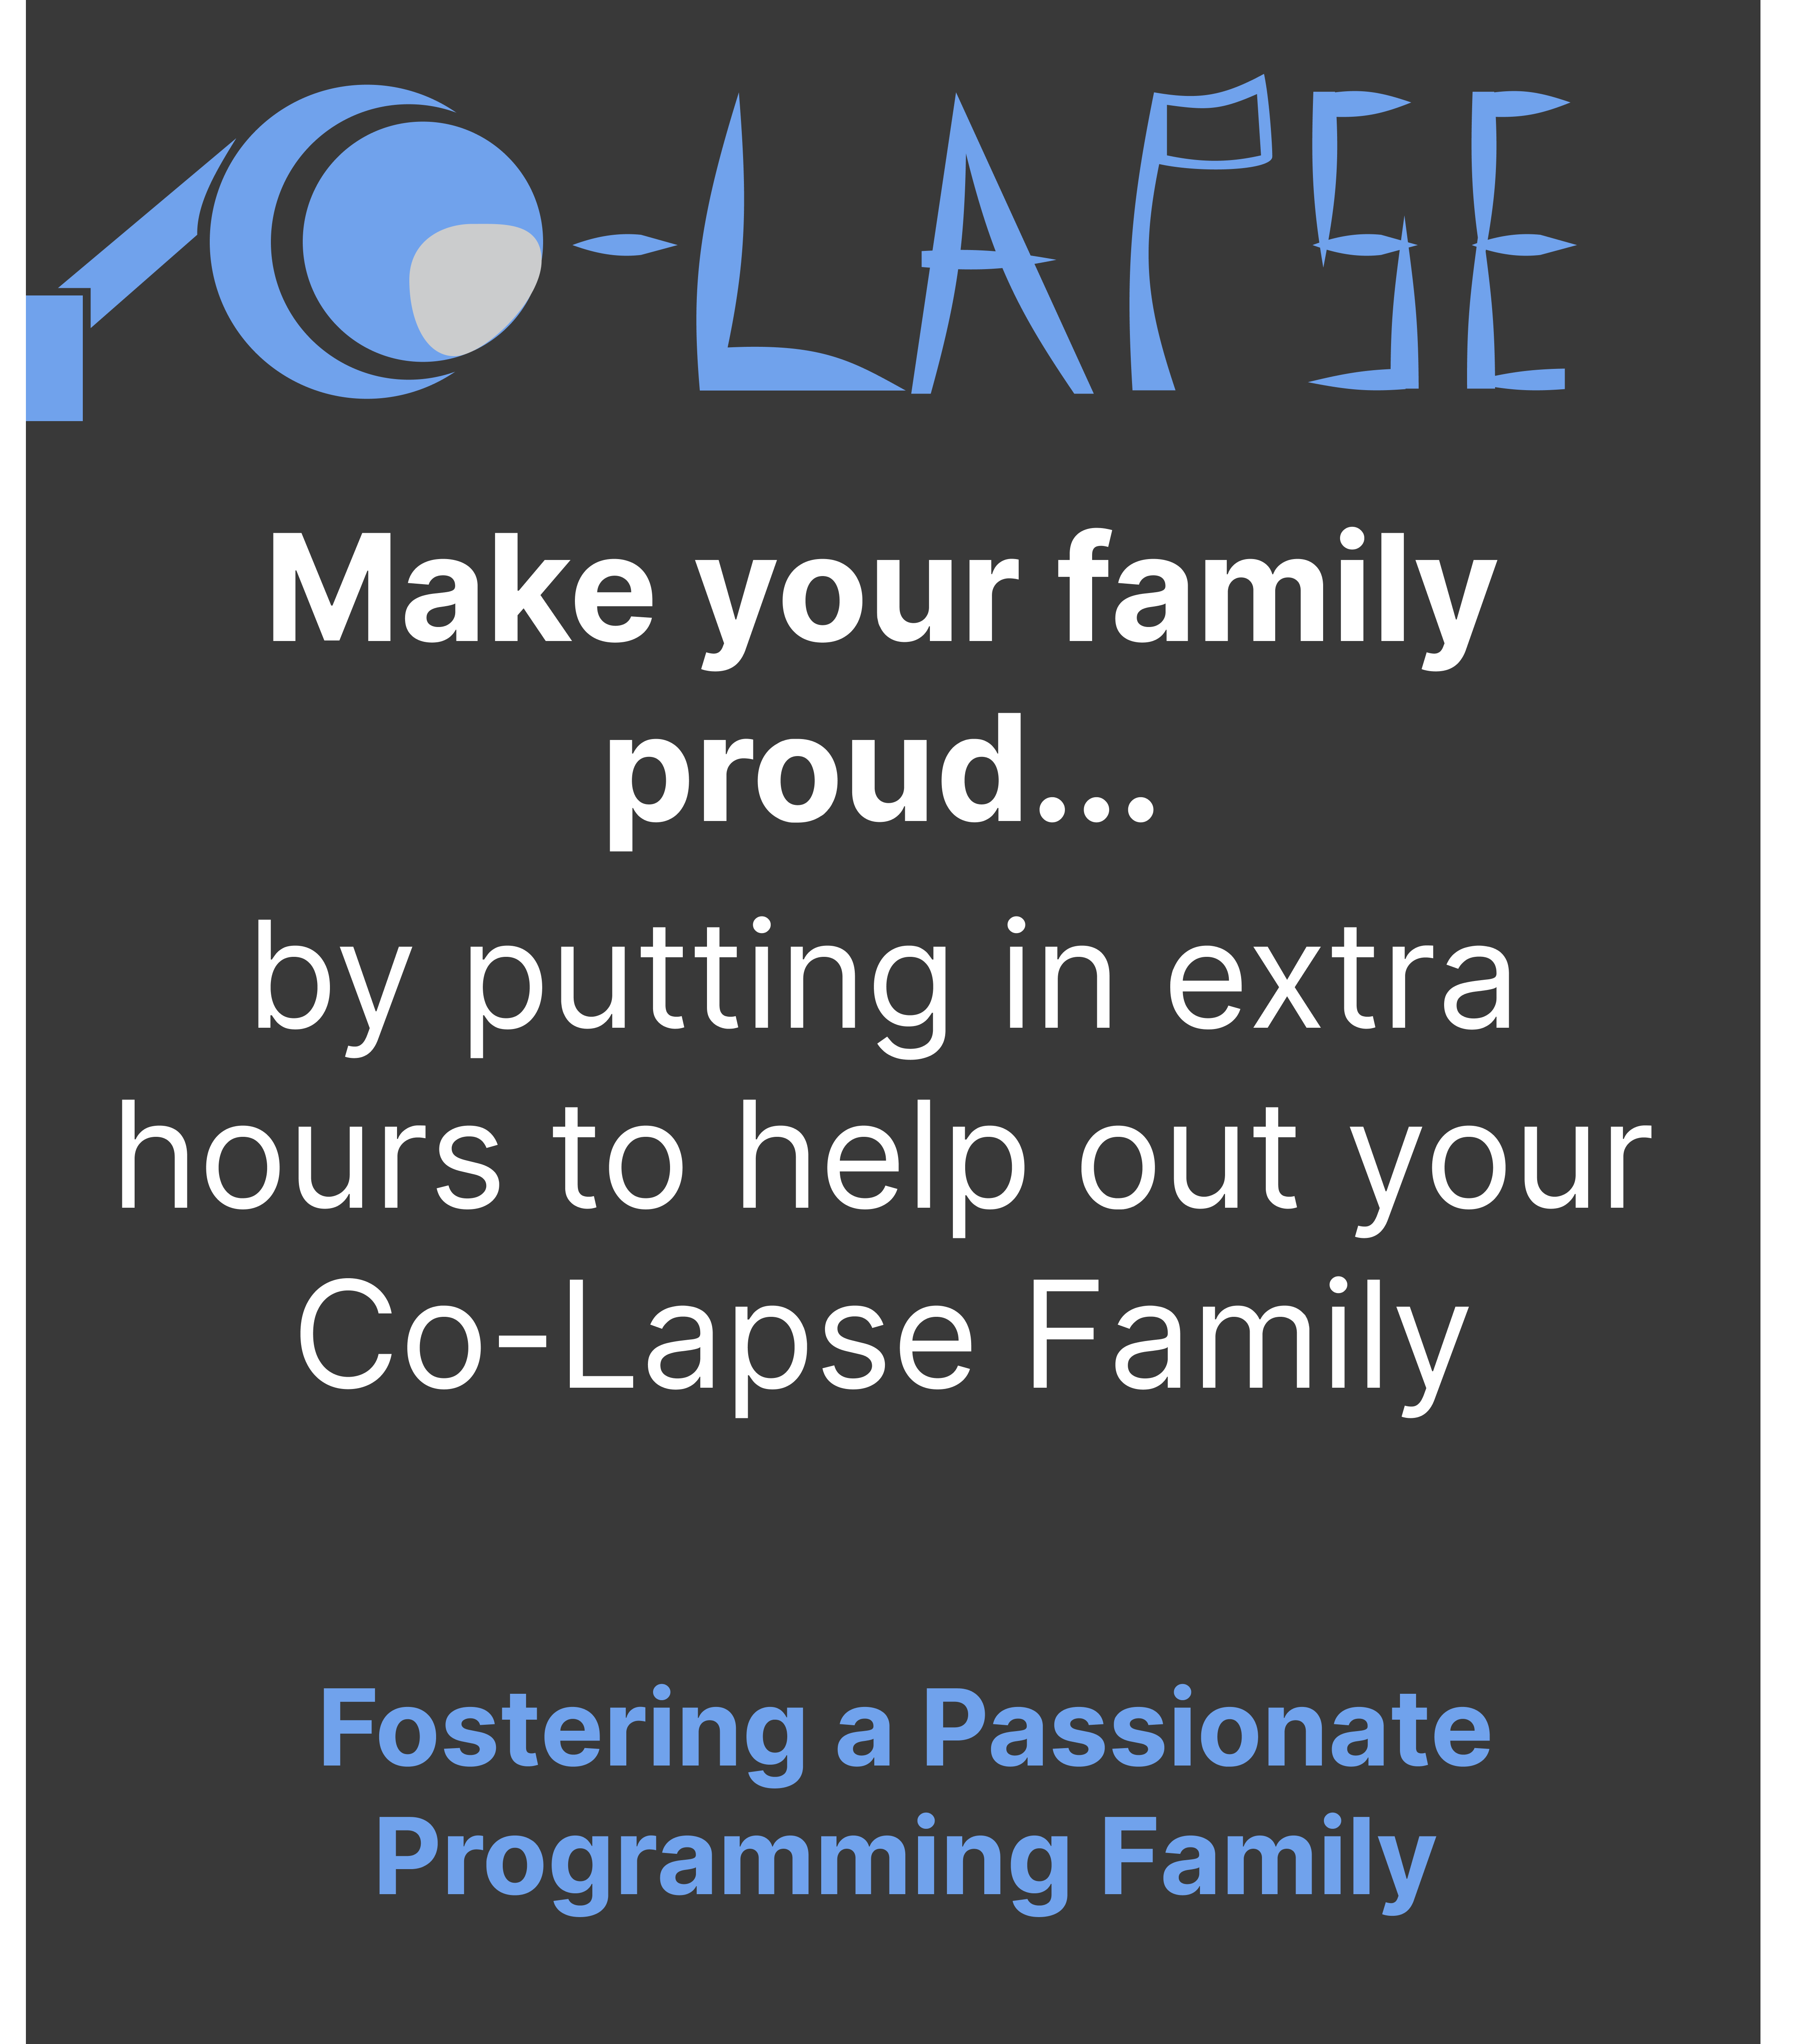 CO-LAPSE
Make your family
proud...
by putting in extra
hours to help out your
Co-Lapse Family
Fostering a Passionate
Programming Family